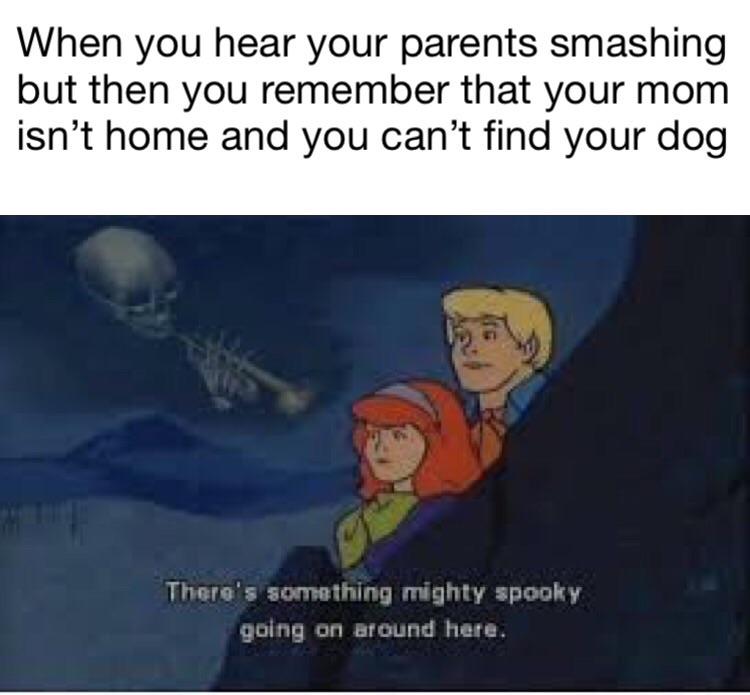 When you hear your parents smashing
but then you remember that your mom
isn’t home and you can’t find your dog
There's something mighty spooky
going on around here.